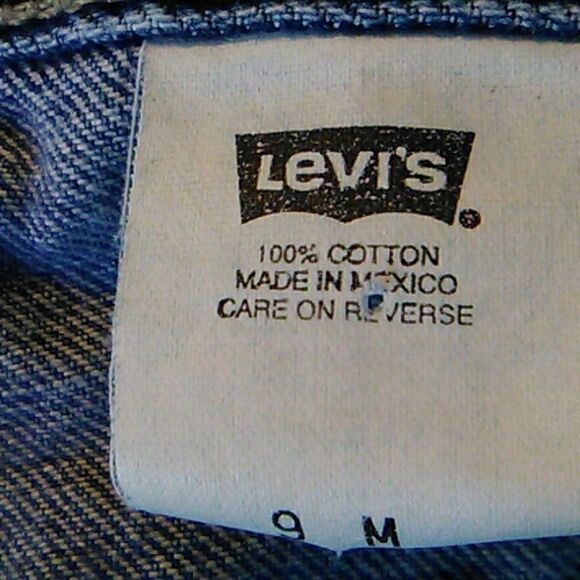 LEVI'S®
100% COTTON
MADE IN MEXICO
CARE ON REVERSE
9 M